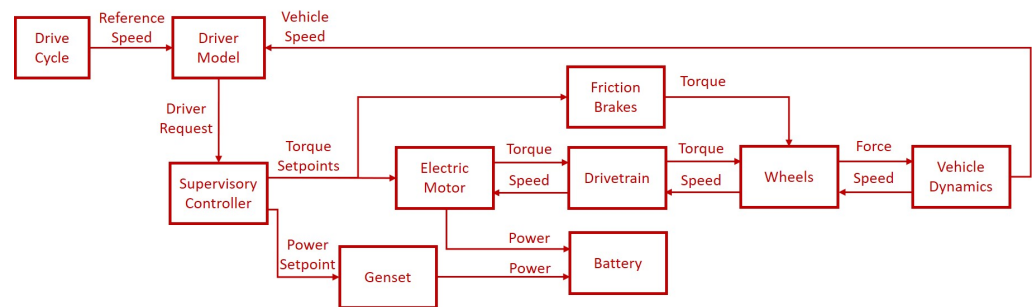 Drive
Cycle
Reference
Speed
Driver
Model
Vehicle
Speed
Driver
Request
Friction
Brakes
Torque
Supervisory
Controller
Torque
Setpoints
Electric
Motor
Torque
Speed
Drivetrain
Torque
Speed
Wheels
Force
Speed
Vehicle
Dynamics
Power
Setpoint
Genset
Power
Power
Battery